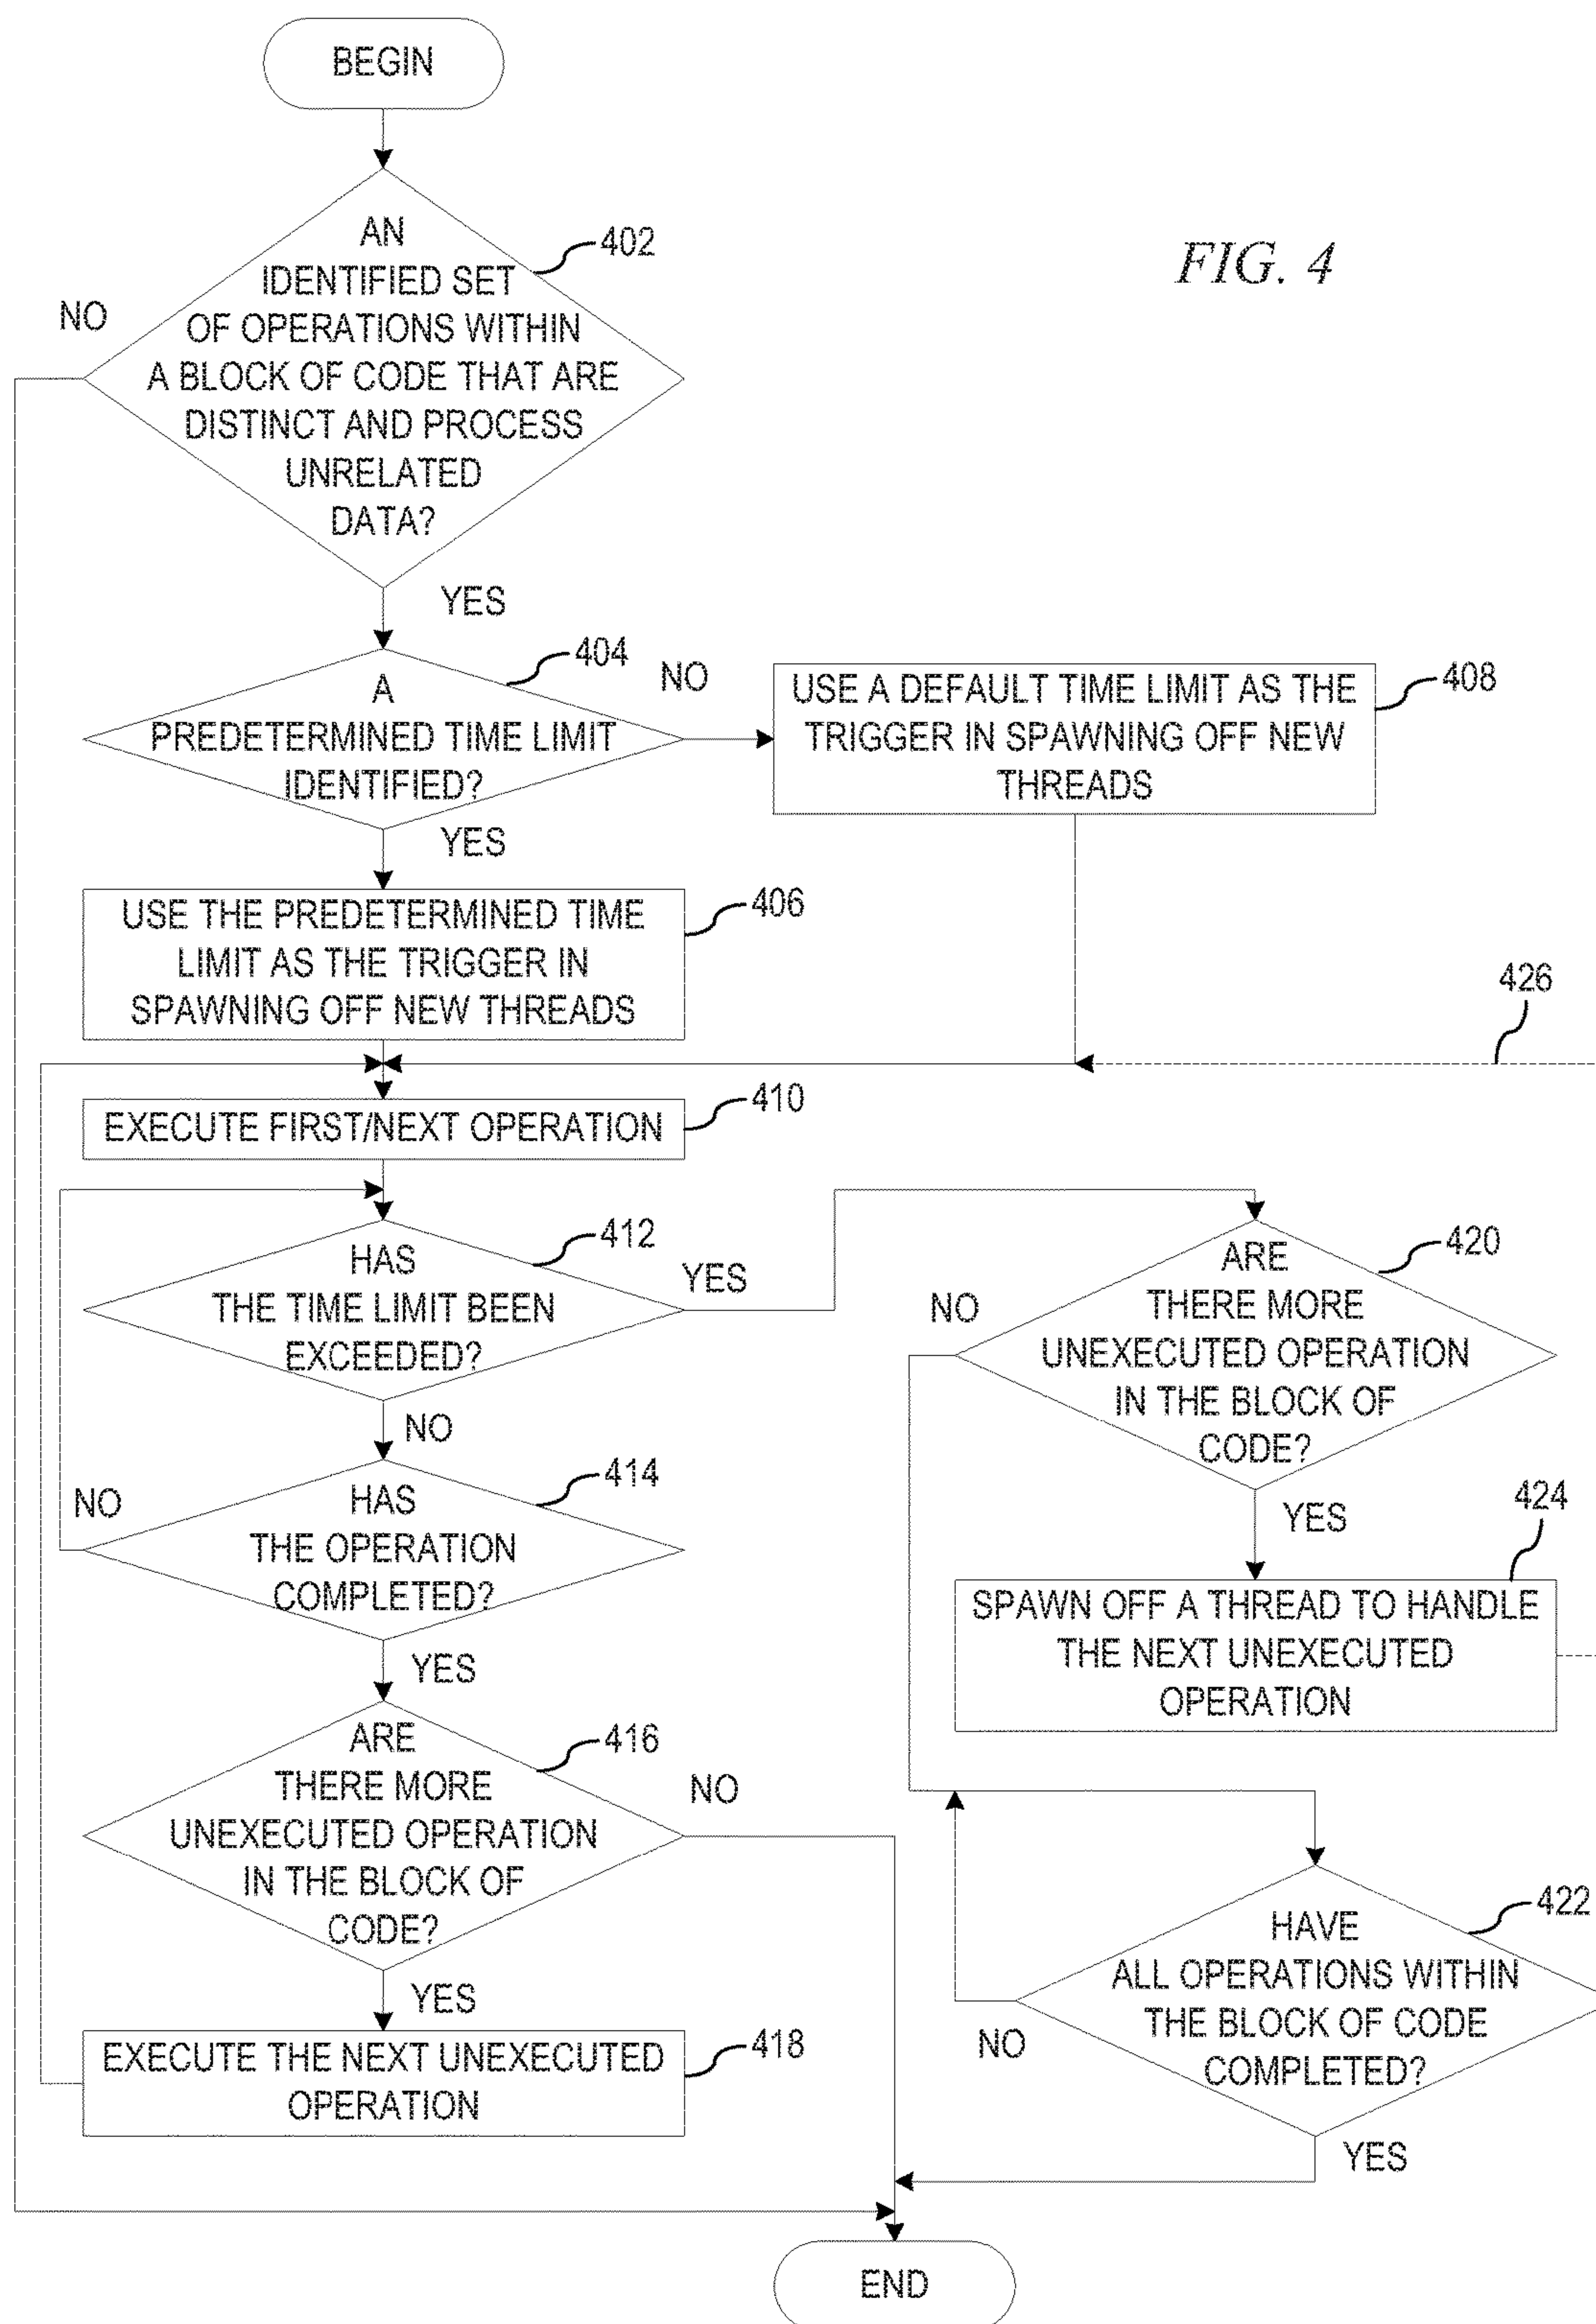 BEGIN
AN
IDENTIFIED SET
OF OPERATIONS WITHIN
A BLOCK OF CODE THAT ARE
DISTINCT AND PROCESS
UNRELATED
DATA?
402
NO
FIG. 4
YES
A
PREDETERMINED TIME LIMIT
IDENTIFIED?
404
NO
USE A DEFAULT TIME LIMIT AS THE
TRIGGER IN SPAWNING OFF NEW
THREADS
408
YES
USE THE PREDETERMINED TIME
LIMIT AS THE TRIGGER IN
SPAWNING OFF NEW THREADS
406
426
EXECUTE FIRST/NEXT OPERATION
410
HAS
THE TIME LIMIT BEEN
EXCEEDED?
412
YES
ARE
THERE MORE
UNEXECUTED OPERATION
IN THE BLOCK OF
CODE?
420
NO
NO
HAS
THE OPERATION
COMPLETED?
414
NO
YES
424
SPAWN OFF A THREAD TO HANDLE
THE NEXT UNEXECUTED
OPERATION
YES
ARE
THERE MORE
UNEXECUTED OPERATION
IN THE BLOCK OF
CODE?
416
NO
HAVE
ALL OPERATIONS WITHIN
THE BLOCK OF CODE
COMPLETED?
422
NO
YES
YES
EXECUTE THE NEXT UNEXECUTED
OPERATION
418
END